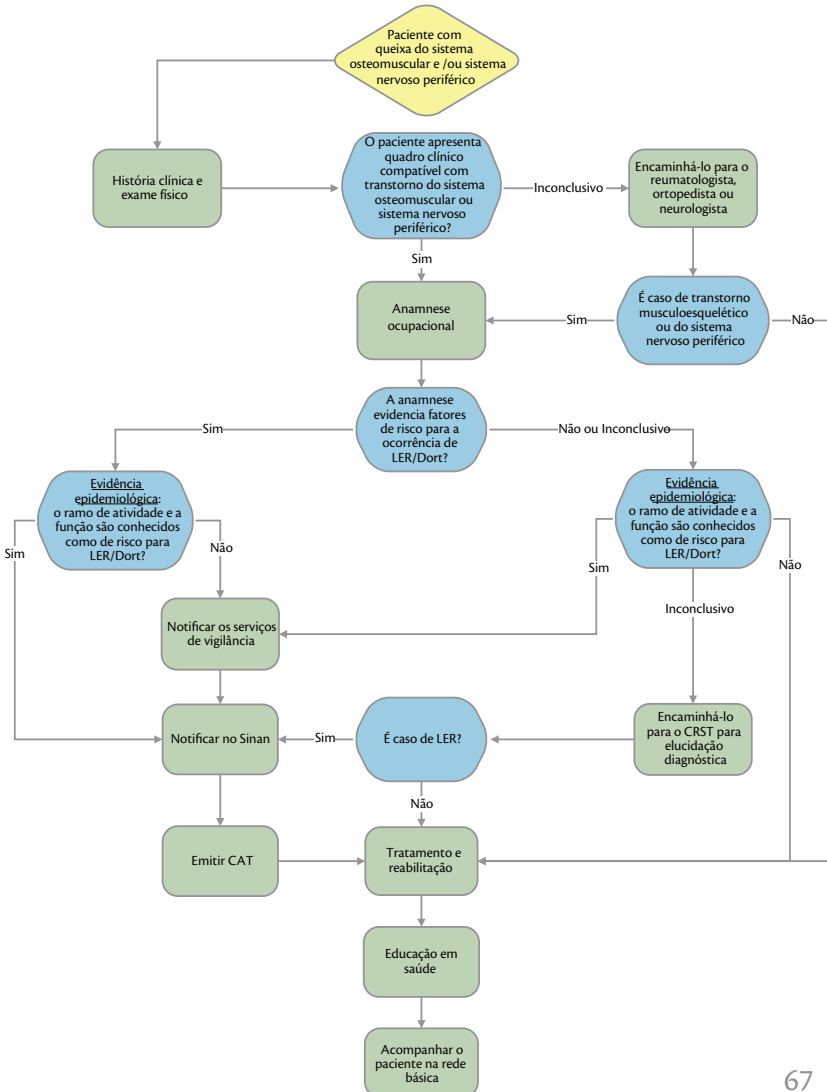 Paciente com
queixa do sistema
osteomuscular e /ou sistema
nervoso periférico
História clínica e
exame físico
O paciente apresenta
quadro clínico
compatível com
transtorno do sistema
osteomuscular ou
sistema nervoso
periférico?
Inconclusivo
Encaminhá-lo para o
reumatologista,
ortopedista ou
neurologista
Sim
Anamnese
ocupacional
Sim
É caso de transtorno
musculoesquelético
ou do sistema
nervoso periférico
Não
A anamnese
evidencia fatores
de risco para a
ocorrência de
LER/Dort?
Sim
Não ou Inconclusivo
Evidência
epidemiológica:
o ramo de atividade e a
função são conhecidos
como de risco para
LER/Dort?
Evidência
epidemiológica:
o ramo de atividade e a
função são conhecidos
como de risco para
LER/Dort?
Sim
Não
Sim
Não
Inconclusivo
Notificar os serviços
de vigilância
Notificar no Sinan
Sim
É caso de LER?
Encaminhá-lo
para o CRST para
elucidação
diagnóstica
Não
Emitir CAT
Tratamento e
reabilitação
Educação em
saúde
Acompanhar o
paciente na rede
básica
67